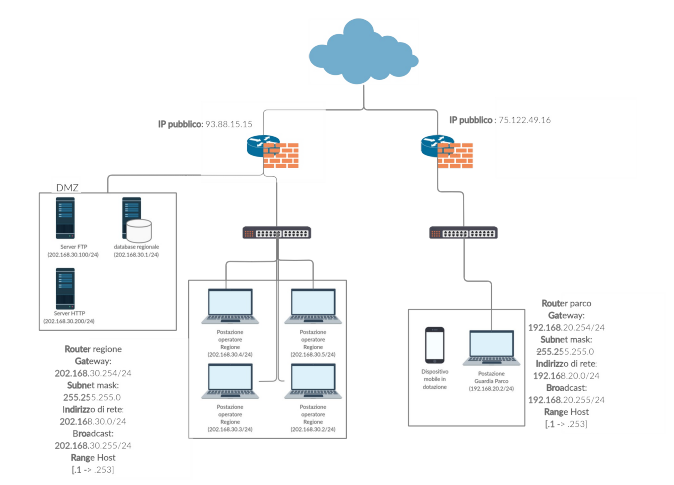 IP pubblico: 93.88.15.15
IP pubblico : 75.122.49.16
DMZ
Server FTP
(202.168.30.100/24)
database regionale
(202.168.30.1/24)
Server HTTP
(202.168.30.200/24)
Postazione
operatore
Regione
(202.168.30.4/24)
Postazione
operatore
Regione
(202.168.30.5/24)
Postazione
operatore
Regione
(202.168.30.3/24)
Postazione
operatore
Regione
(202.168.30.2/24)
Dispositivo
mobile in
dotazione
Postazione
Guardia Parco
(192.168.20.2/24)
Router regione
Gateway:
202.168.30.254/24
Subnet mask:
255.255.255.0
Indirizzo di rete:
202.168.30.0/24
Broadcast:
202.168.30.255/24
Range Host
[.1 -> .253]
Router parco
Gateway:
192.168.20.254/24
Subnet mask:
255.255.255.0
Indirizzo di rete:
192.168.20.0/24
Broadcast:
192.168.20.255/24
Range Host
[.1 -> .253]